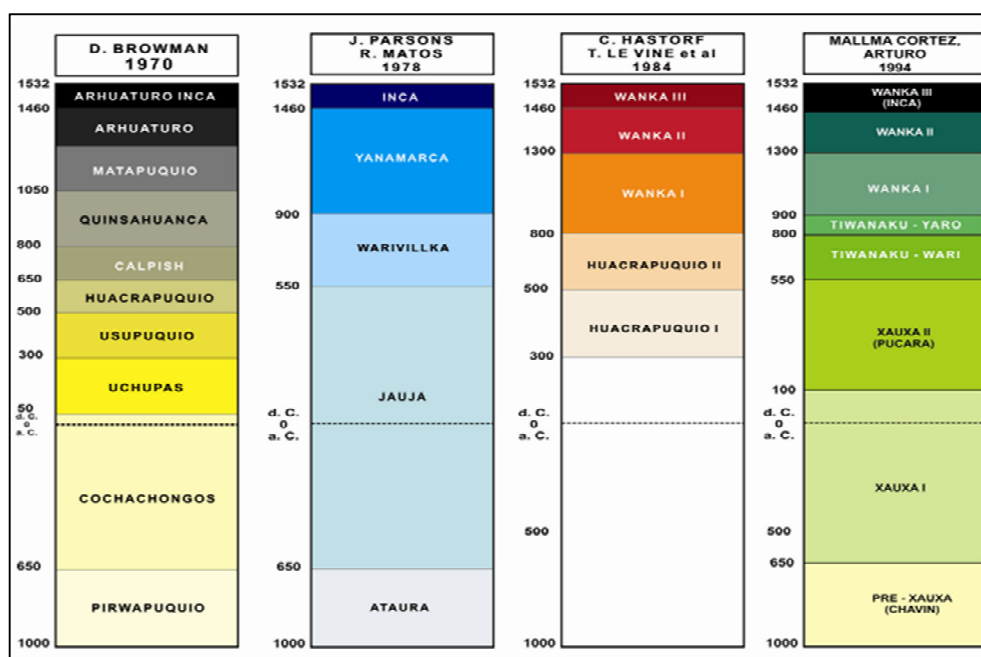 D. BROWMAN
1970
1532
ARHUATURO INCA
1460
ARHUATURO
MATAPUQUIO
1050
QUINSAHUANCA
800
CALPISH
650
HUACRAPUQUIO
500
USUPUQUIO
300
UCHUPAS
50
d. C.
0
a. C.
COCHACHONGOS
650
PIRWAPUQUIO
1000
J. PARSONS
R. MATOS
1978
1532
INCA
1460
YANAMARCA
900
WARIVILLKA
550
JAUJA
d. C.
0
a. C.
650
ATAURA
1000
C. HASTORF
T. LE VINE et al
1984
1532
WANKA III
1460
WANKA II
1300
WANKA I
800
HUACRAPUQUIO II
500
HUACRAPUQUIO I
300
d. C.
0
a. C.
500
1000
MALLMA CORTEZ,
ARTURO
1994
1532
WANKA III
(INCA)
1460
WANKA II
1300
WANKA I
900
TIWANAKU - YARO
800
TIWANAKU - WARI
550
XAUXA II
(PUCARA)
100
d. C.
0
a. C.
XAUXA I
500
650
PRE - XAUXA
(CHAVIN)
1000